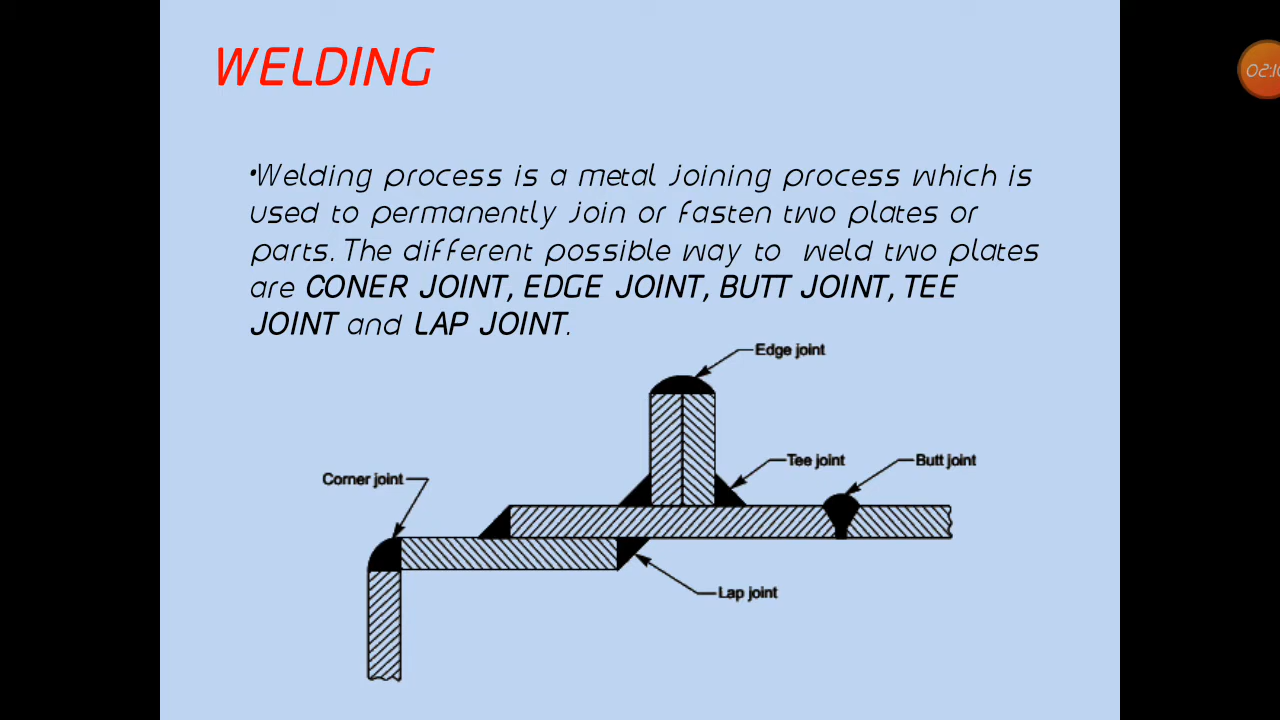 WELDING
•Welding process is a metal joining process which is
used to permanently join or fasten two plates or
parts. The different possible way to weld two plates
are CONER JOINT, EDGE JOINT, BUTT JOINT, TEE
JOINT and LAP JOINT.
Edge joint
Tee joint
Butt joint
Corner joint
Lap joint